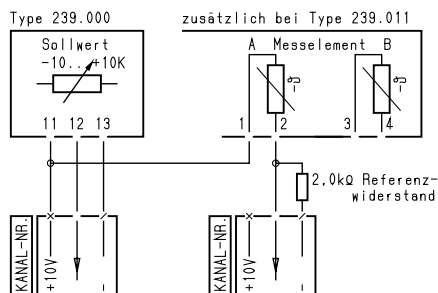 Type 239.000
zusätzlich bei Type 239.011
Sollwert
-10...+10K
A Messelement B
-ϑ
-ϑ
11 12 13
1 2 3 4
2,0kΩ Referenz-
widerstand
KANAL-NR.
+10V
-
KANAL-NR.
+10V
-